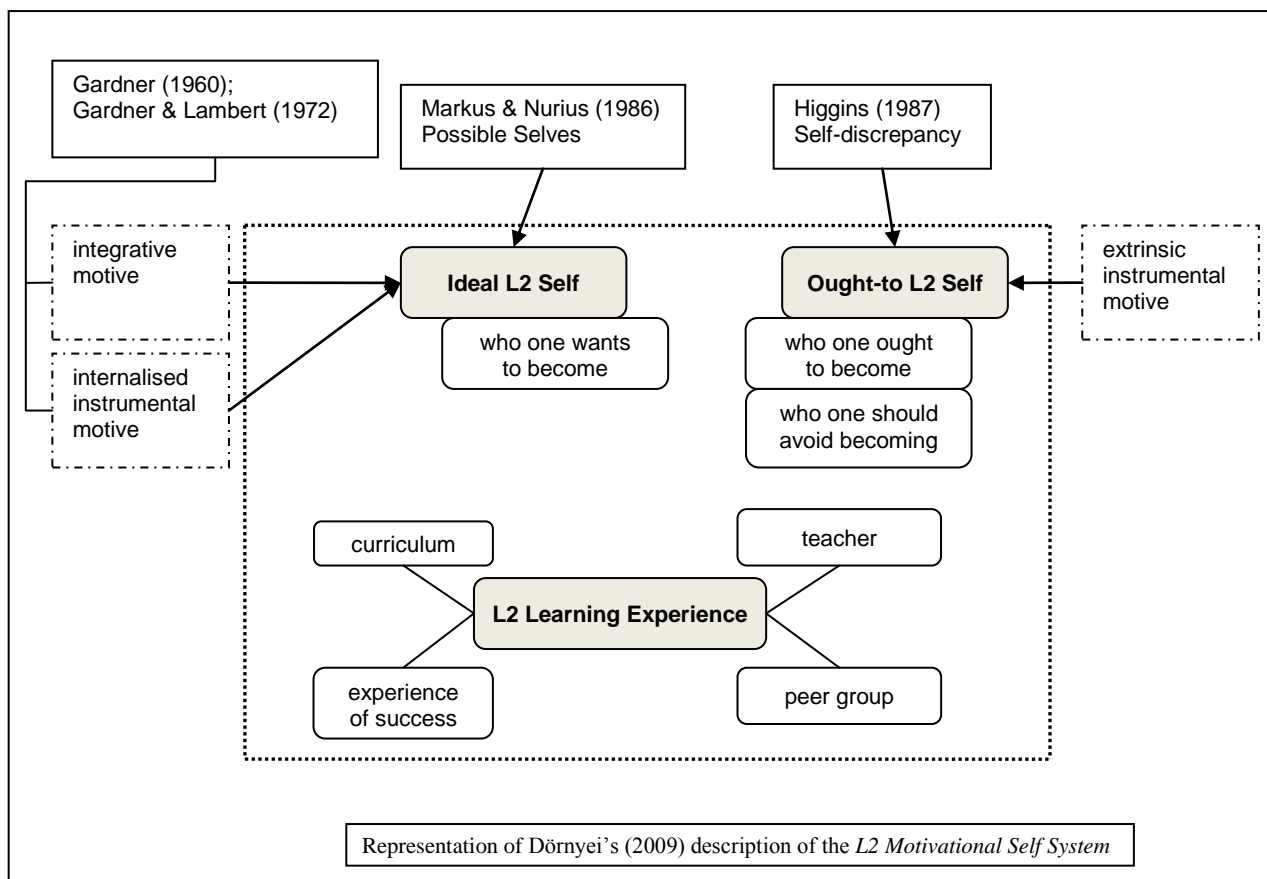 Gardner (1960);
Gardner & Lambert (1972)
Markus & Nurius (1986)
Possible Selves
Higgins (1987)
Self-discrepancy
integrative
motive
Ideal L2 Self
Ought-to L2 Self
extrinsic
instrumental
motive
who one wants
to become
who one ought
to become
internalised
instrumental
motive
who one should
avoid becoming
curriculum
teacher
L2 Learning Experience
experience
of success
peer group
Representation of Dörnyei's (2009) description of the L2 Motivational Self System